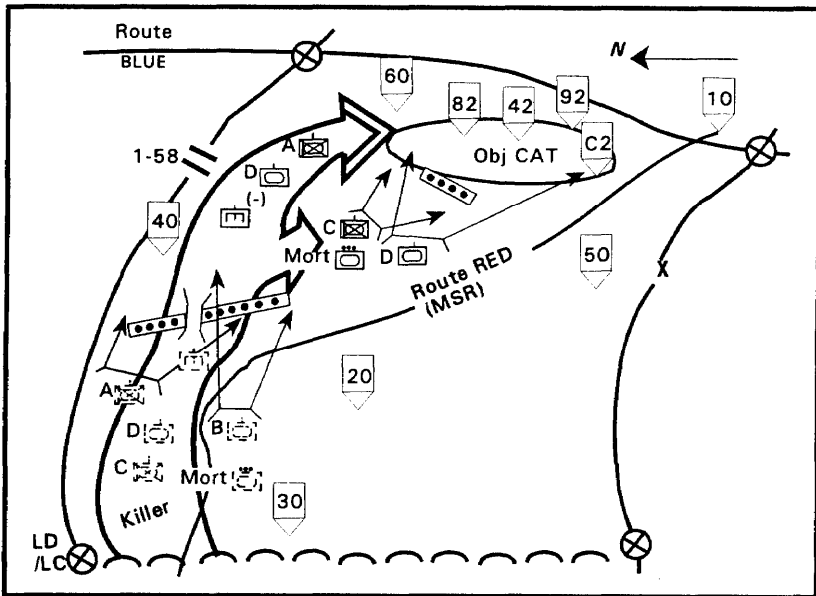 Route
BLUE
N
60
82
42
92
10
1-58
A
Obj CAT
C2
D
(-)
E
40
C
Mort
D
50
Route RED
(MSR)
X
E
A
20
D
B
C
Mort
30
Killer
LD
/LC